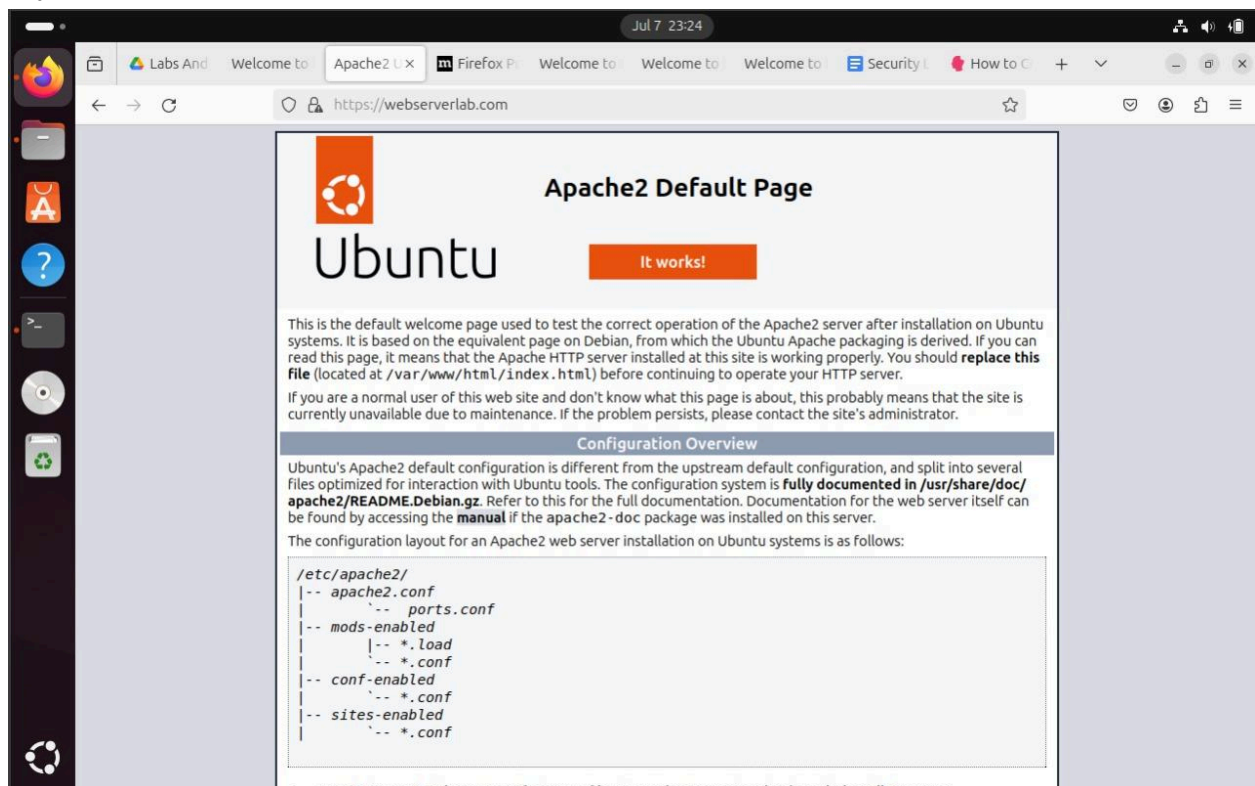 Jul 7 23:24
Labs And
Welcome to
Apache2 U
Firefox P
Welcome to
Welcome to
Welcome to
Security L
How to C
https://webserverlab.com
Apache2 Default Page
Ubuntu
It works!
This is the default welcome page used to test the correct operation of the Apache2 server after installation on Ubuntu
systems. It is based on the equivalent page on Debian, from which the Ubuntu Apache packaging is derived. If you can
read this page, it means that the Apache HTTP server installed at this site is working properly. You should replace this
file (located at /var/www/html/index.html) before continuing to operate your HTTP server.
If you are a normal user of this web site and don't know what this page is about, this probably means that the site is
currently unavailable due to maintenance. If the problem persists, please contact the site's administrator.
Configuration Overview
Ubuntu's Apache2 default configuration is different from the upstream default configuration, and split into several
files optimized for interaction with Ubuntu tools. The configuration system is fully documented in /usr/share/doc/
apache2/README.Debian.gz. Refer to this for the full documentation. Documentation for the web server itself can
be found by accessing the manual if the apache2-doc package was installed on this server.
The configuration layout for an Apache2 web server installation on Ubuntu systems is as follows:
/etc/apache2/
|-- apache2.conf
|       `--  ports.conf
|-- mods-enabled
|       |-- *.load
|       `-- *.conf
|-- conf-enabled
|       `-- *.conf
|-- sites-enabled
|       `-- *.conf